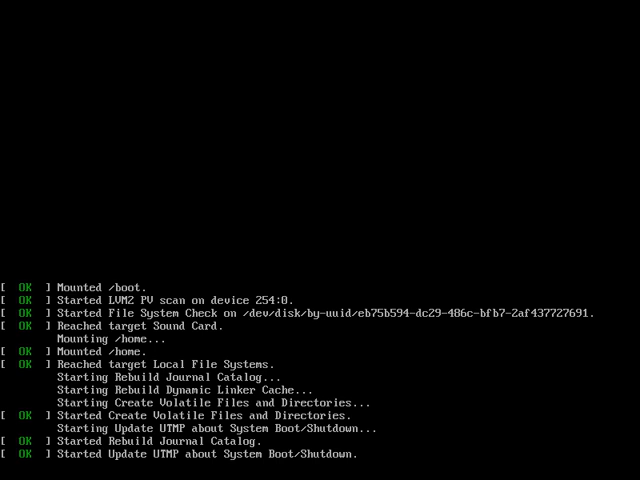 [  OK  ] Mounted /boot.
[  OK  ] Started LVM2 PV scan on device 254:0.
[  OK  ] Started File System Check on /dev/disk/by-uuid/eb75b594-dc29-486c-bfb7-2af437727691.
[  OK  ] Reached target Sound Card.
         Mounting /home...
[  OK  ] Mounted /home.
[  OK  ] Reached target Local File Systems.
         Starting Rebuild Journal Catalog...
         Starting Rebuild Dynamic Linker Cache...
         Starting Create Volatile Files and Directories...
[  OK  ] Started Create Volatile Files and Directories.
         Starting Update UTMP about System Boot/Shutdown...
[  OK  ] Started Rebuild Journal Catalog.
[  OK  ] Started Update UTMP about System Boot/Shutdown.